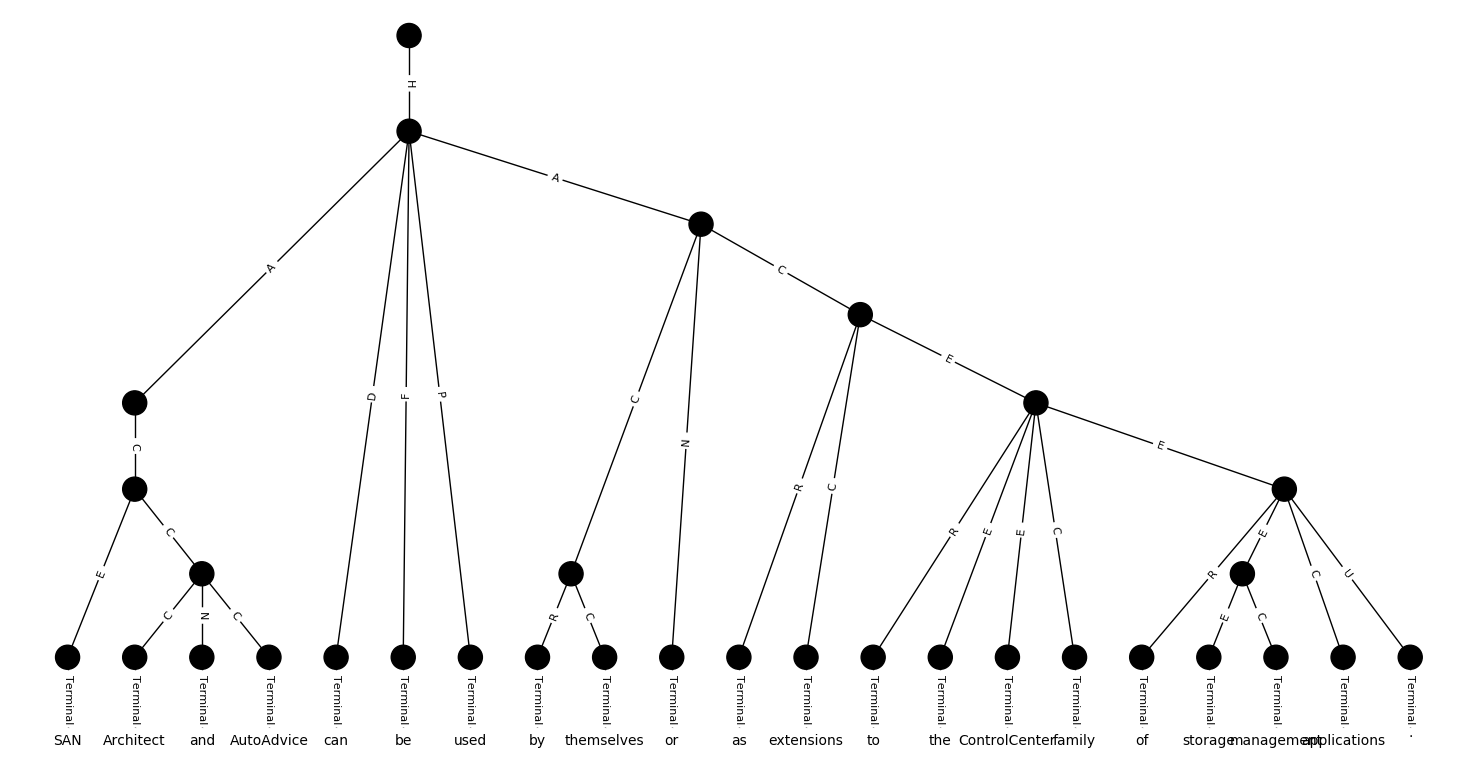 H
A
A
C
C
E
D
F
P
C
N
R
C
E
E
C
C
R
E
E
C
R
E
C
U
E
C
N
C
R
C
E
C
Terminal Terminal Terminal Terminal Terminal Terminal Terminal Terminal Terminal Terminal Terminal Terminal Terminal Terminal Terminal Terminal Terminal Terminal Terminal Terminal Terminal
SAN Architect and AutoAdvice can be used by themselves or as extensions to the ControlCenter family of storage management applications .